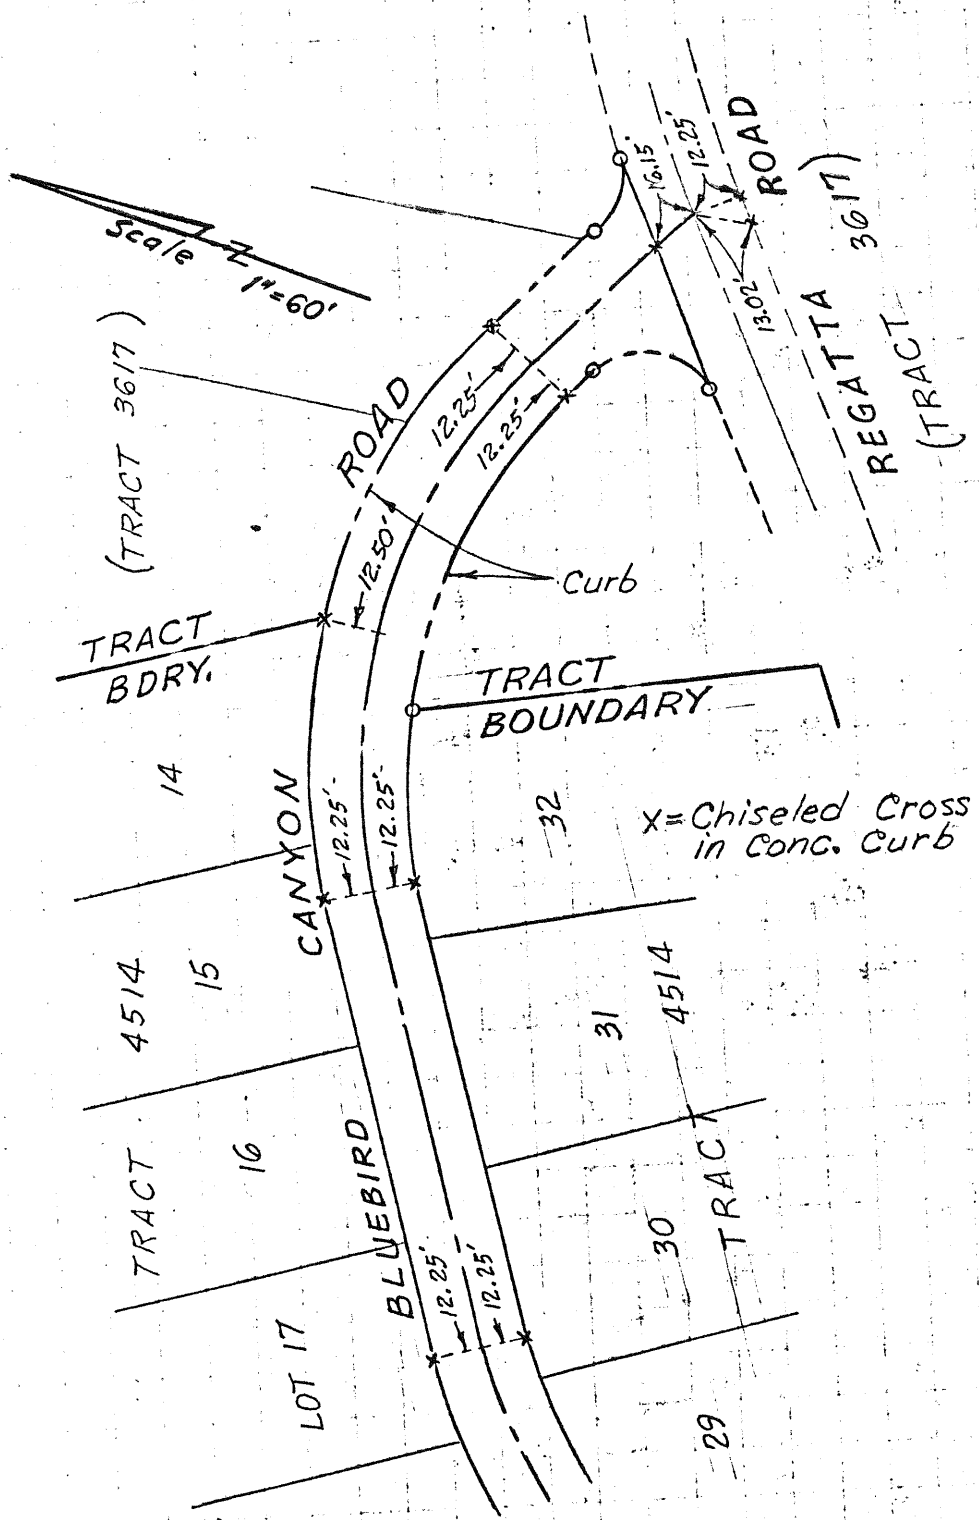 Scale
1"=60'
(TRACT 3617)
ROAD
16.15'
12.25'
13.02'
REGATTA ROAD
(TRACT 3617)
12.25'
12.25'
12.50'
Curb
TRACT
BDRY.
TRACT
BOUNDARY
X=Chiseled Cross
in Conc. Curb
14
32
CANYON
12.25'
12.25'
TRACT 4514
15
31
TRACT 4514
16
30
BLUEBIRD
12.25'
12.25'
LOT 17
29